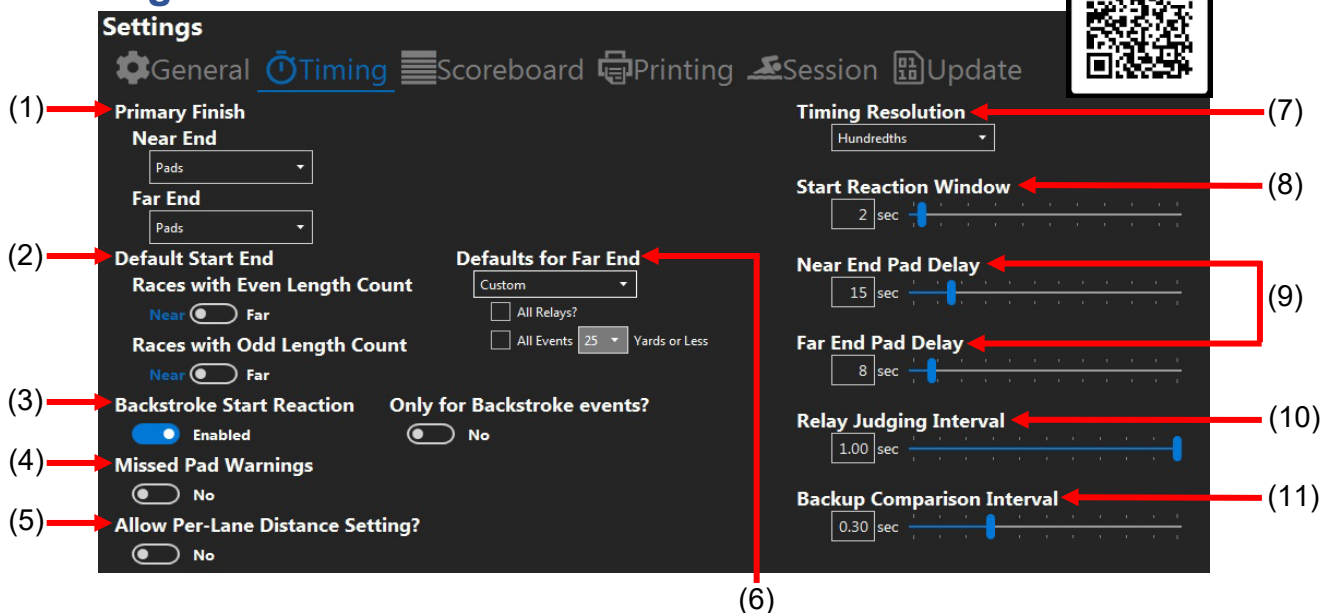 Settings
General Timing Scoreboard Printing Session Update
(1) Primary Finish
Near End
Pads
Far End
Pads
(2) Default Start End
Races with Even Length Count
Near Far
Races with Odd Length Count
Near Far
Defaults for Far End
Custom
All Relays?
All Events 25 Yards or Less
(3) Backstroke Start Reaction
Enabled
Only for Backstroke events?
No
(4) Missed Pad Warnings
No
(5) Allow Per-Lane Distance Setting?
No
(6)
Timing Resolution (7)
Hundredths
Start Reaction Window (8)
2 sec
Near End Pad Delay
15 sec
(9)
Far End Pad Delay
8 sec
Relay Judging Interval (10)
1.00 sec
Backup Comparison Interval (11)
0.30 sec